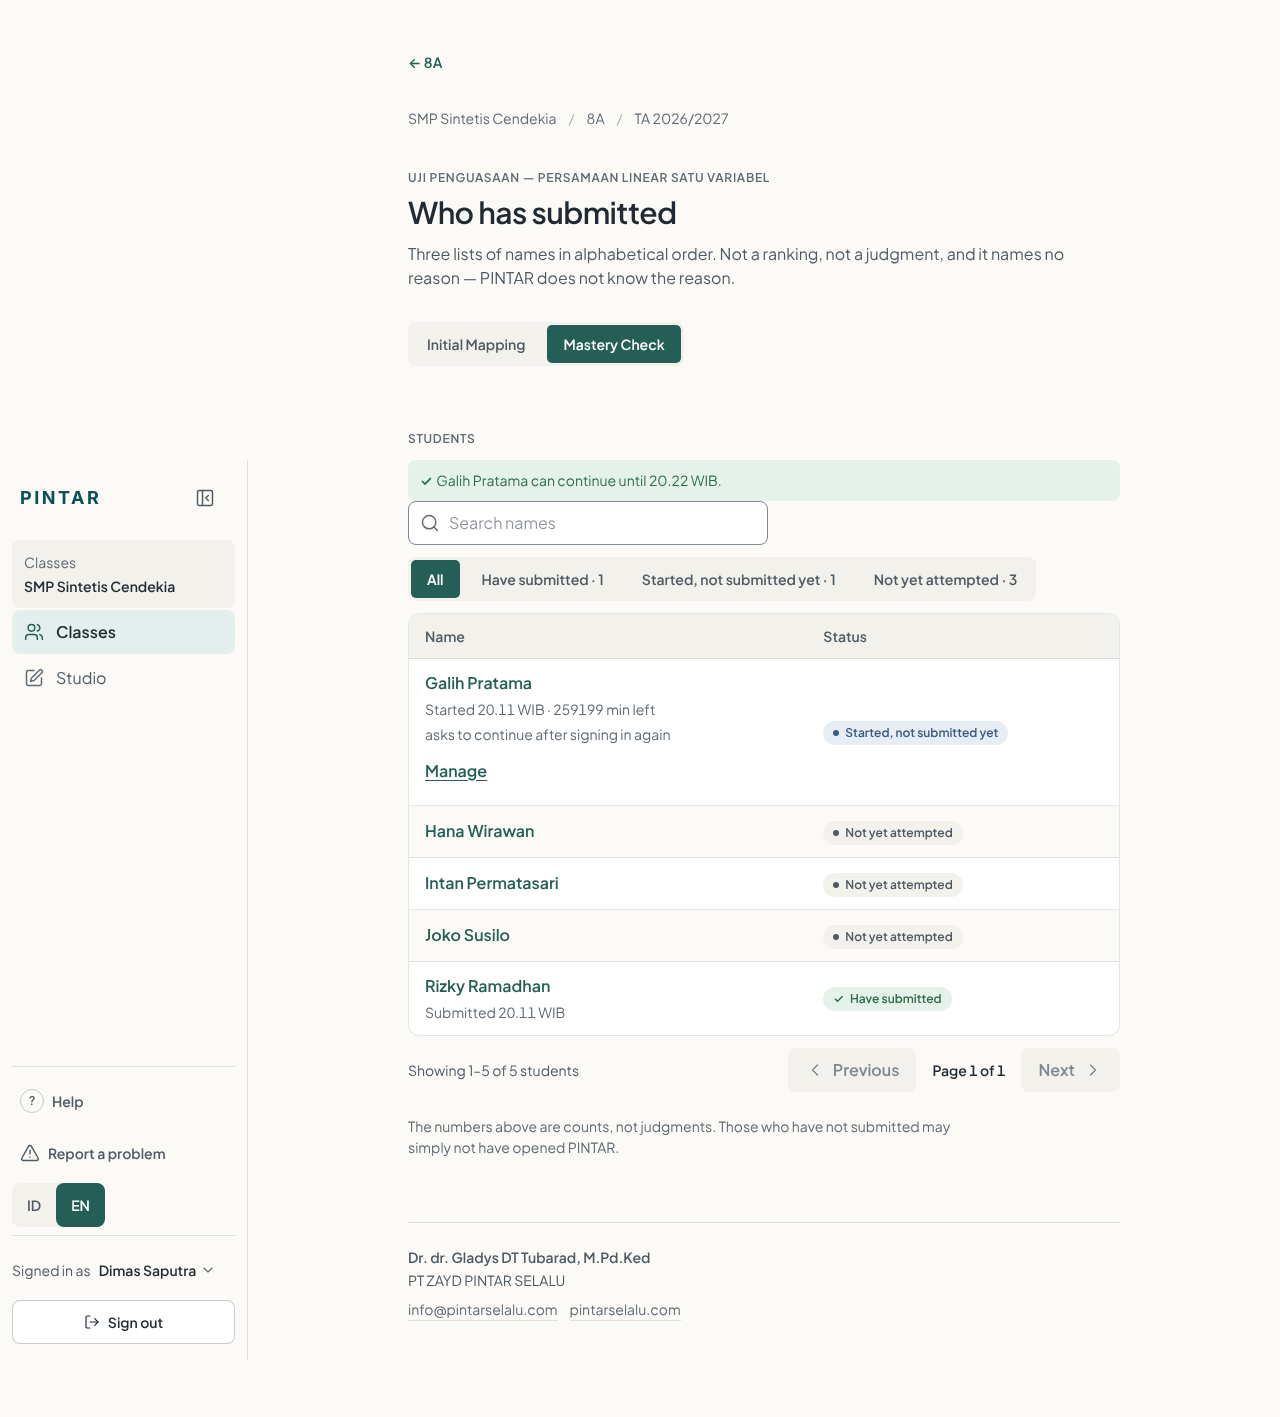 ← 8A
SMP Sintetis Cendekia / 8A / TA 2026/2027
UJI PENGUASAAN — PERSAMAAN LINEAR SATU VARIABEL
Who has submitted
Three lists of names in alphabetical order. Not a ranking, not a judgment, and it names no
reason — PINTAR does not know the reason.
Initial Mapping
Mastery Check
STUDENTS
✓ Galih Pratama can continue until 20.22 WIB.
Search names
All
Have submitted · 1
Started, not submitted yet · 1
Not yet attempted · 3
Name Status
Galih Pratama
Started 20.11 WIB · 259199 min left
asks to continue after signing in again
Started, not submitted yet
Manage
Hana Wirawan Not yet attempted
Intan Permatasari Not yet attempted
Joko Susilo Not yet attempted
Rizky Ramadhan
Submitted 20.11 WIB
Have submitted
Showing 1–5 of 5 students
Previous
Page 1 of 1
Next
The numbers above are counts, not judgments. Those who have not submitted may
simply not have opened PINTAR.
Dr. dr. Gladys DT Tubarad, M.Pd.Ked
PT ZAYD PINTAR SELALU
info@pintarselalu.com pintarselalu.com
PINTAR
Classes
SMP Sintetis Cendekia
Classes
Studio
? Help
Report a problem
ID EN
Signed in as Dimas Saputra
Sign out